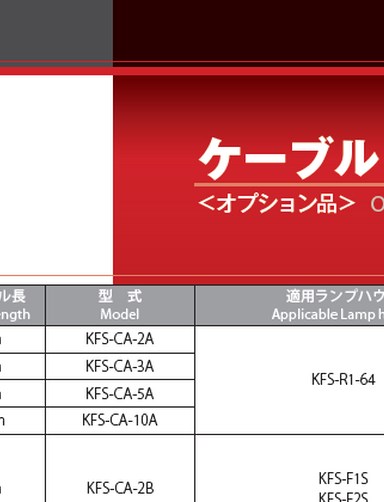 ケーブル
＜オプション品＞ O
ル長 型　式 適用ランプハウ
ength Model Applicable Lamp h
KFS-CA-2A
KFS-CA-3A
KFS-R1-64
KFS-CA-5A
KFS-CA-10A
KFS-F1S
KFS-CA-2B
KFS-F2S